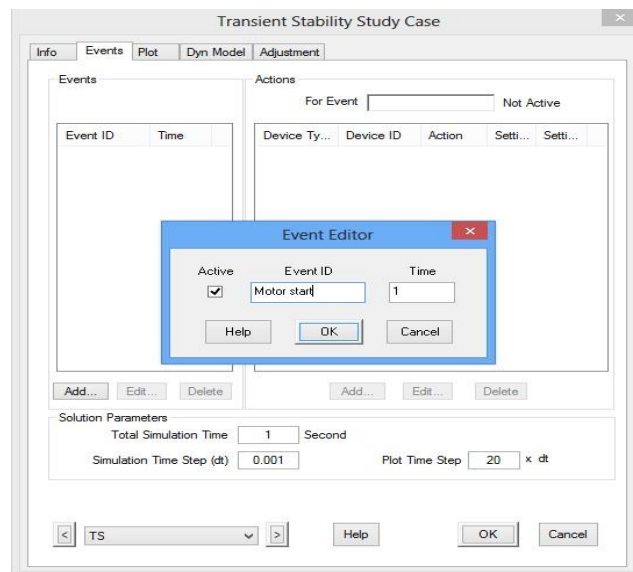 Transient Stability Study Case
Info Events Plot Dyn Model Adjustment
Events
Actions
For Event Not Active
Event ID Time
Device Ty... Device ID Action Setti... Setti...
Event Editor
Active Event ID Time
Motor start 1
Help OK Cancel
Add... Edit... Delete
Add... Edit... Delete
Solution Parameters
Total Simulation Time 1 Second
Simulation Time Step (dt) 0.001 Plot Time Step 20 x dt
< TS > Help OK Cancel